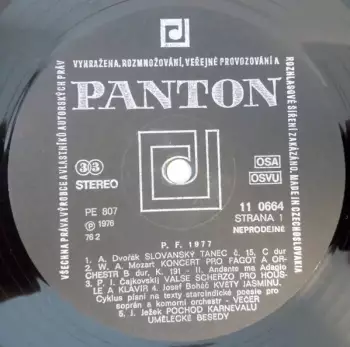 VŠECHNA PRÁVA VÝROBCE A VLASTNÍKŮ AUTORSKÝCH PRÁV VYHRAŽENA, ROZMNOŽOVÁNÍ, VEŘEJNÉ PROVOZOVÁNÍ A ROZHLASOVÉ ŠÍŘENÍ ZAKÁZÁNO. MADE IN CZECHOSLOVAKIA
PANTON
33
STEREO
OSA
OSVU
PE 807
℗ 1976
76 2
11 0664
STRANA 1
NEPRODEJNÉ
P. F. 1977
1. A. Dvořák SLOVANSKÝ TANEC č. 15, C dur
2. W. A. Mozart KONCERT PRO FAGOT A OR-
CHESTR B dur, K. 191 - II. Andante ma Adagio
3. P. I. Čajkovskij VALSE SCHERZO PRO HOUS-
LE A KLAVÍR 4. Josef Boháč KVĚTY JASMÍNU.
Cyklus písní na texty staroindické poesie pro
soprán a komorní orchestr - VEČER
5. J. Ježek POCHOD KARNEVALU
UMĚLECKÉ BESEDY